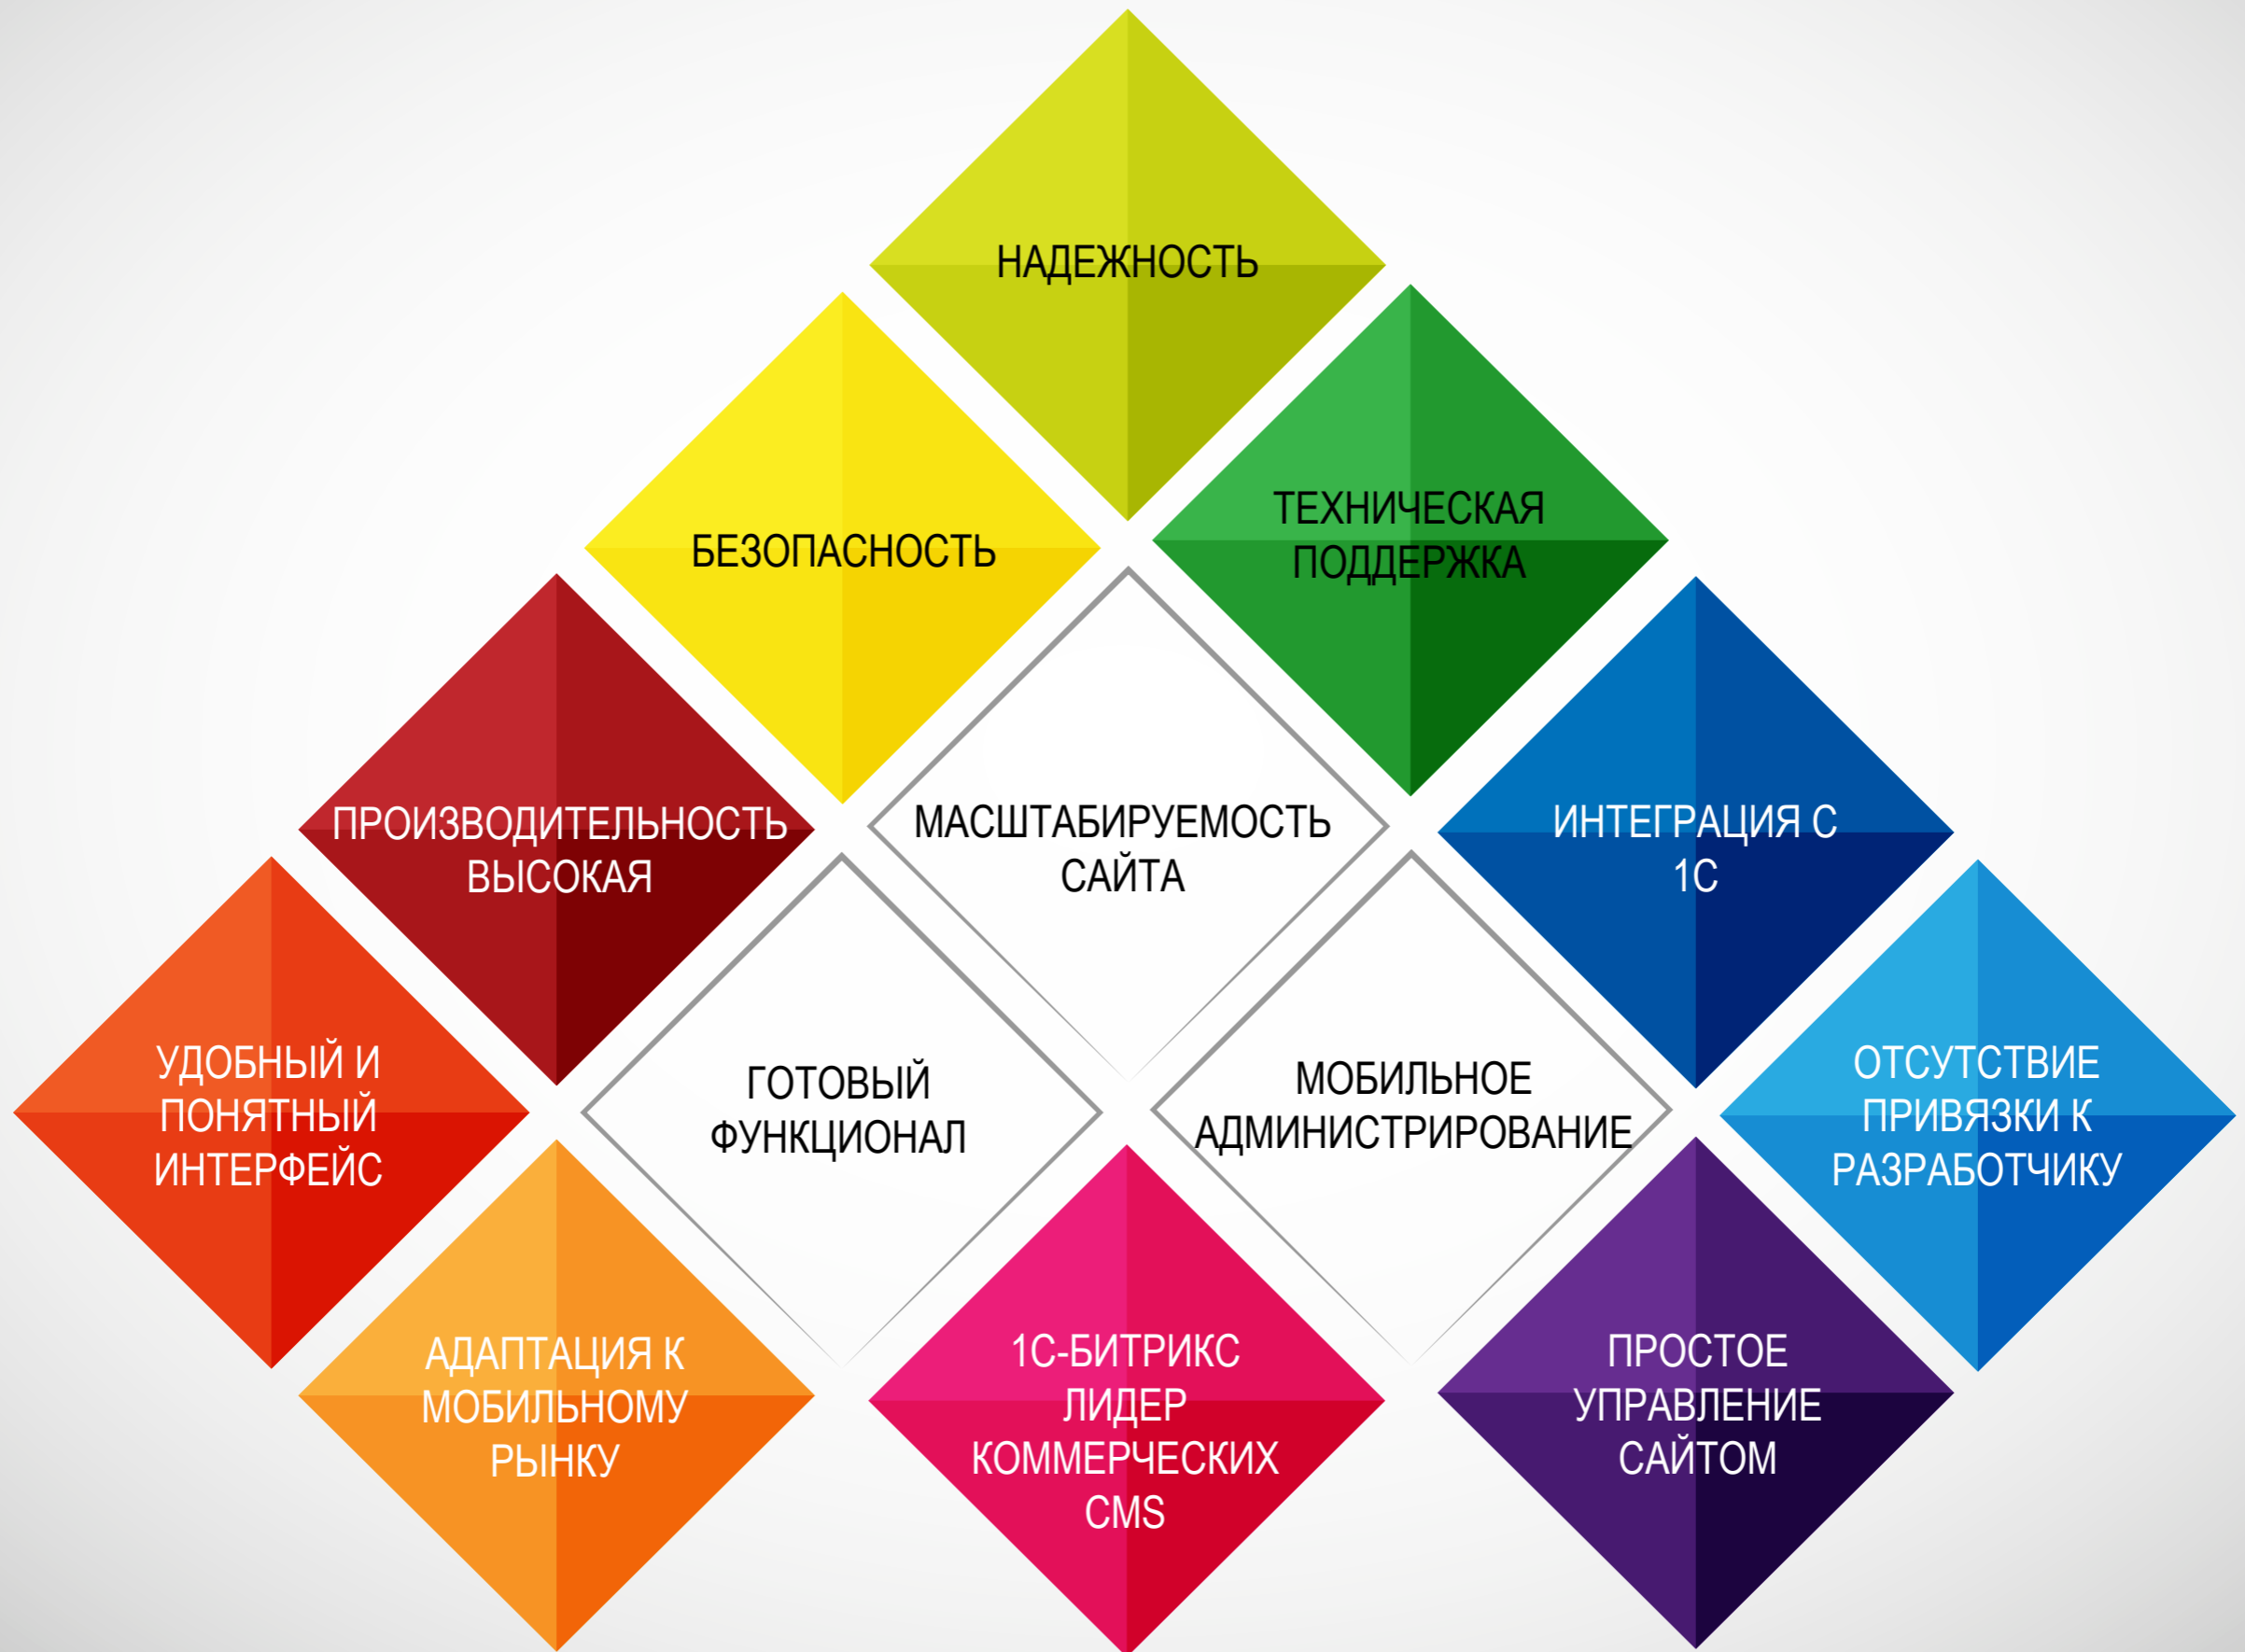 НАДЕЖНОСТЬ
БЕЗОПАСНОСТЬ
ТЕХНИЧЕСКАЯ
ПОДДЕРЖКА
ПРОИЗВОДИТЕЛЬНОСТЬ
ВЫСОКАЯ
МАСШТАБИРУЕМОСТЬ
САЙТА
ИНТЕГРАЦИЯ С
1С
УДОБНЫЙ И
ПОНЯТНЫЙ
ИНТЕРФЕЙС
ГОТОВЫЙ
ФУНКЦИОНАЛ
МОБИЛЬНОЕ
АДМИНИСТРИРОВАНИЕ
ОТСУТСТВИЕ
ПРИВЯЗКИ К
РАЗРАБОТЧИКУ
АДАПТАЦИЯ К
МОБИЛЬНОМУ
РЫНКУ
1С-БИТРИКС
ЛИДЕР
КОММЕРЧЕСКИХ
CMS
ПРОСТОЕ
УПРАВЛЕНИЕ
САЙТОМ